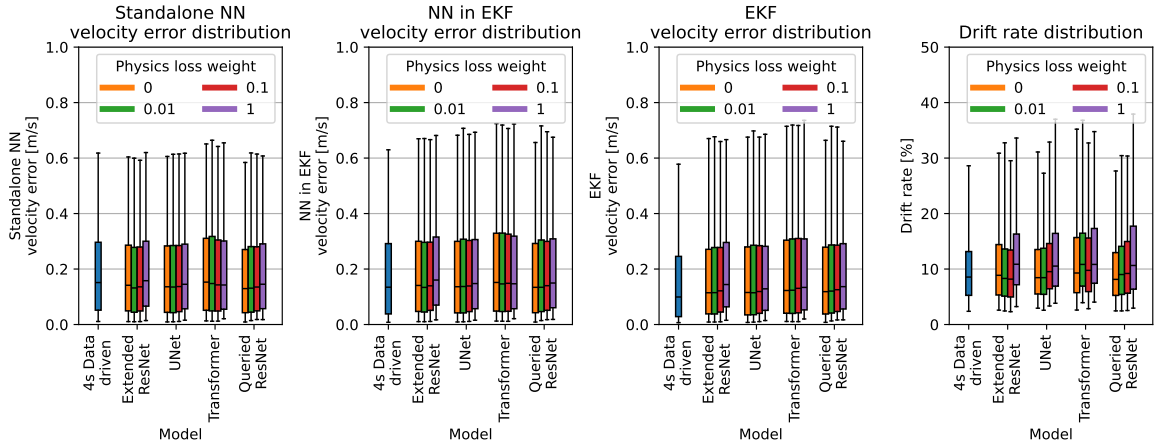 Standalone NN
velocity error distribution
Standalone NN
velocity error [m/s]
1.0
0.8
0.6
0.4
0.2
0.0
Physics loss weight
0
0.01
0.1
1
4s Data
driven
Extended
ResNet
UNet
Transformer
Queried
ResNet
Model
NN in EKF
velocity error distribution
NN in EKF
velocity error [m/s]
1.0
0.8
0.6
0.4
0.2
0.0
Physics loss weight
0
0.01
0.1
1
4s Data
driven
Extended
ResNet
UNet
Transformer
Queried
ResNet
Model
EKF
velocity error distribution
EKF
velocity error [m/s]
1.0
0.8
0.6
0.4
0.2
0.0
Physics loss weight
0
0.01
0.1
1
4s Data
driven
Extended
ResNet
UNet
Transformer
Queried
ResNet
Model
Drift rate distribution
Drift rate [%]
50
40
30
20
10
0
Physics loss weight
0
0.01
0.1
1
4s Data
driven
Extended
ResNet
UNet
Transformer
Queried
ResNet
Model